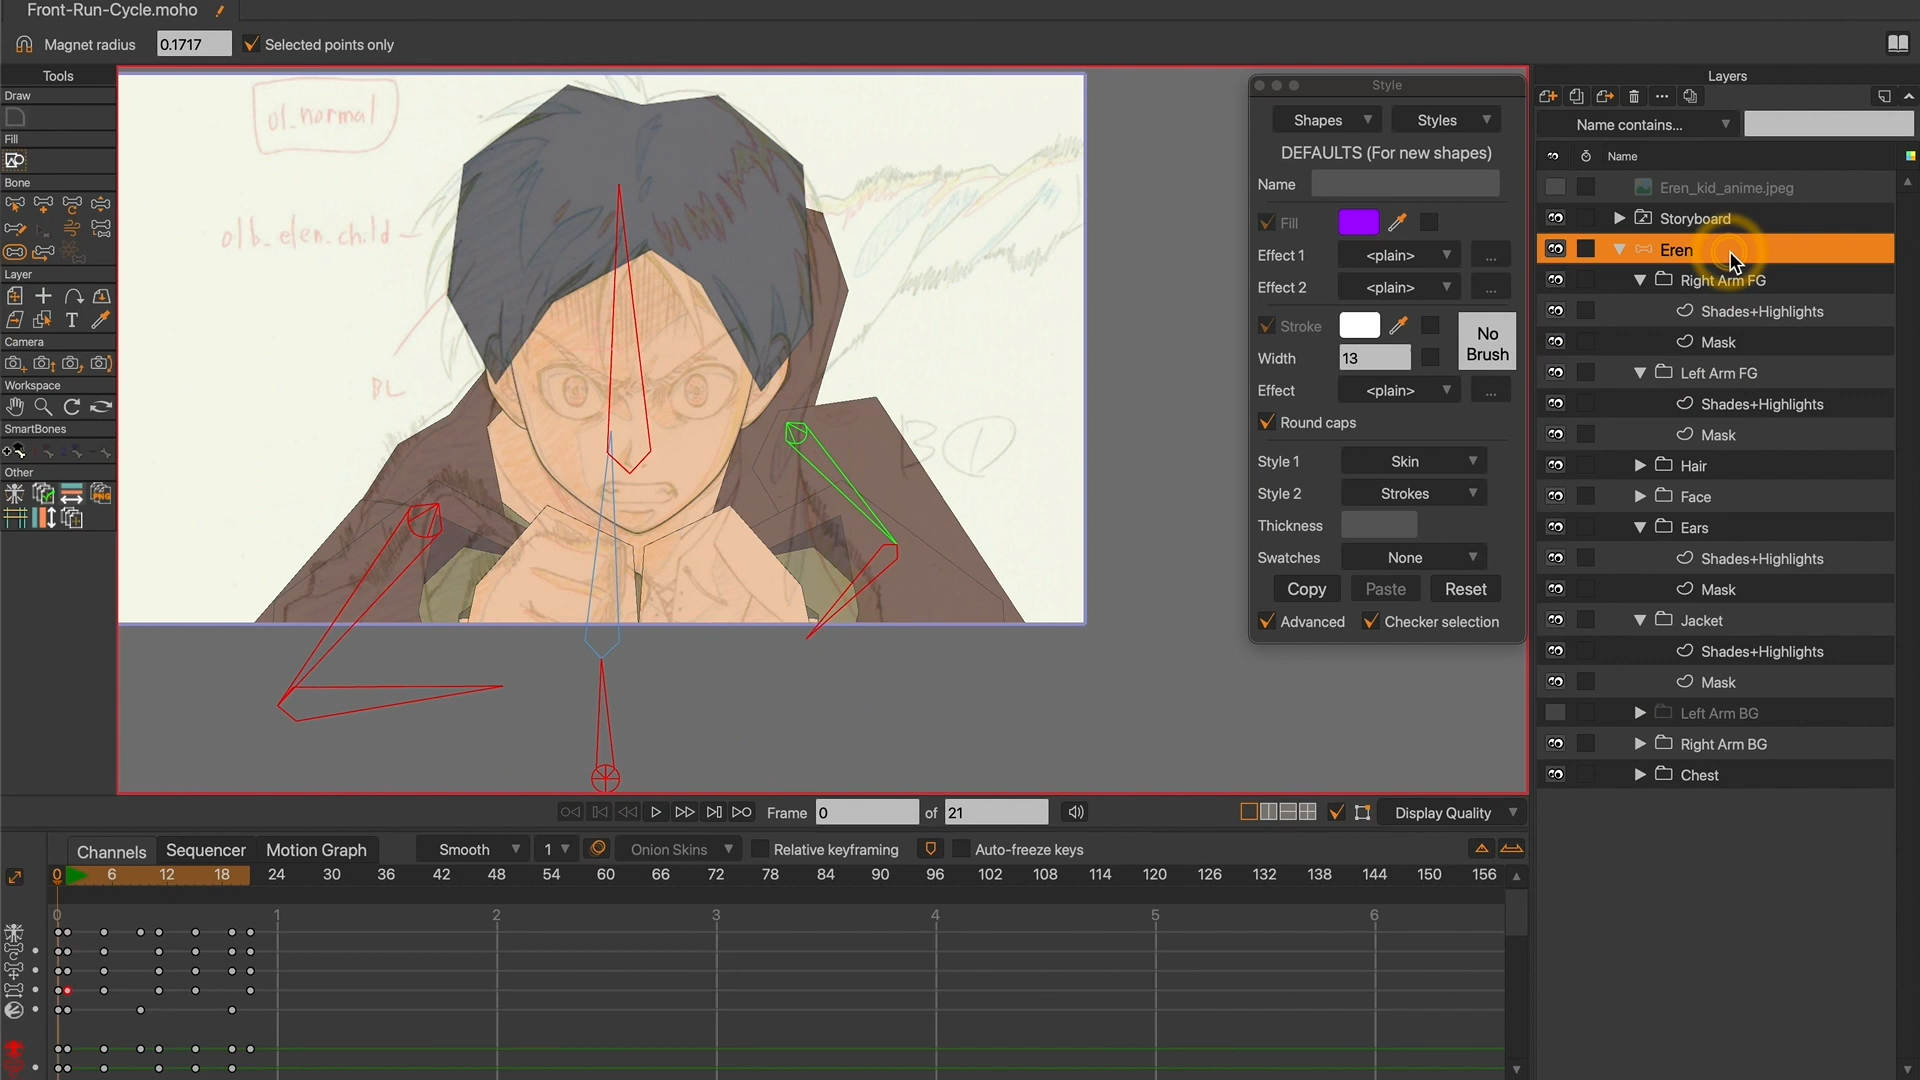 Front-Run-Cycle.moho
Magnet radius 0.1717 Selected points only
Tools
Draw
Fill
Bone
Layer
Camera
Workspace
SmartBones
Other
ol_normal
BL
Style
Shapes Styles
DEFAULTS (For new shapes)
Name
Fill
Effect 1 <plain> ...
Effect 2 <plain> ...
Stroke
No
Brush
Width 13
Effect <plain> ...
Round caps
Style 1 Skin
Style 2 Strokes
Thickness
Swatches None
Copy Paste Reset
Advanced Checker selection
Layers
Name contains...
Name
Eren_kid_anime.jpeg
Storyboard
Eren
Right Arm FG
Shades+Highlights
Mask
Left Arm FG
Shades+Highlights
Mask
Hair
Face
Ears
Shades+Highlights
Mask
Jacket
Shades+Highlights
Mask
Left Arm BG
Right Arm BG
Chest
Frame 0 of 21 Display Quality
Channels Sequencer Motion Graph Smooth 1 Onion Skins Relative keyframing Auto-freeze keys
0 6 12 18 24 30 36 42 48 54 60 66 72 78 84 90 96 102 108 114 120 126 132 138 144 150 156
0 1 2 3 4 5 6